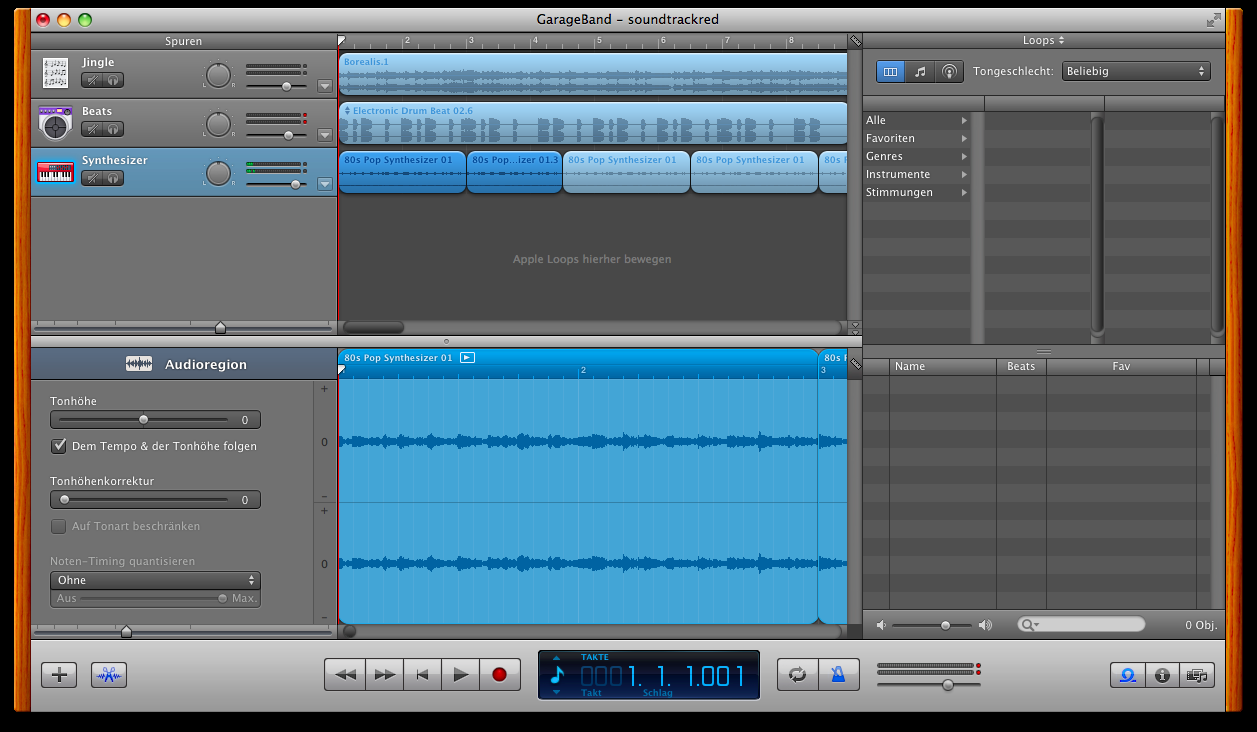 GarageBand – soundtrackred
Spuren
2 3 4 5 6 7 8
Loops
Jingle
L R
Borealis.1
Tongeschlecht: Beliebig
Beats
L R
Electronic Drum Beat 02.6
Alle
Favoriten
Genres
Instrumente
Stimmungen
Synthesizer
L R
80s Pop Synthesizer 01 80s Pop...izer 01.3 80s Pop Synthesizer 01 80s Pop Synthesizer 01 80s P
Apple Loops hierher bewegen
Audioregion
80s Pop Synthesizer 01 80s P
2 3
Name Beats Fav
Tonhöhe
0
Dem Tempo & der Tonhöhe folgen
Tonhöhenkorrektur
0
Auf Tonart beschränken
Noten-Timing quantisieren
Ohne
Aus Max.
+
0
–
+
0
–
0 Obj.
TAKTE
0001. 1. 1.001
Takt Schlag